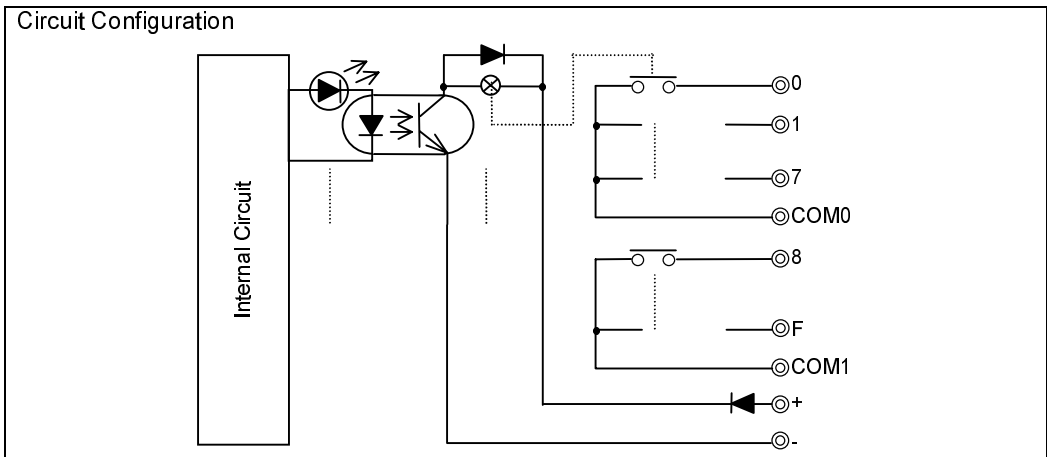 Circuit Configuration
Internal Circuit
0
1
7
COM0
8
F
COM1
+
-